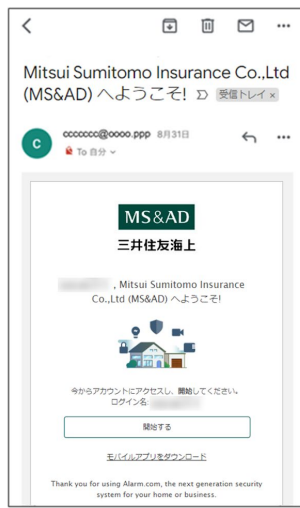 Mitsui Sumitomo Insurance Co.,Ltd
(MS&AD) へようこそ! 受信トレイ ×
C
ccccccc@oooo.ppp 8月31日
To 自分
MS&AD
三井住友海上
, Mitsui Sumitomo Insurance
Co.,Ltd (MS&AD) へようこそ!
今からアカウントにアクセスし、開始してください。
ログイン名
開始する
モバイルアプリをダウンロード
Thank you for using Alarm.com, the next generation security
system for your home or business.